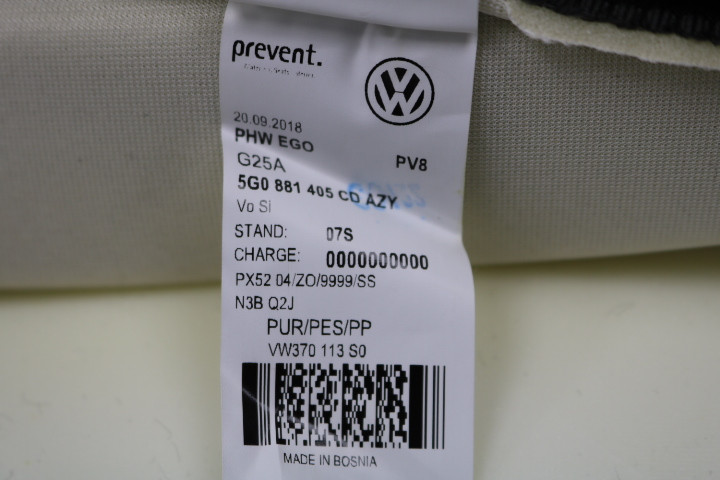 prevent.
20.09.2018
PHW EGO
G25A PV8
5G0 881 405 CD AZY
Vo Si
STAND: 07S
CHARGE: 0000000000
PX52 04/ZO/9999/SS
N3B Q2J
PUR/PES/PP
VW370 113 S0
MADE IN BOSNIA